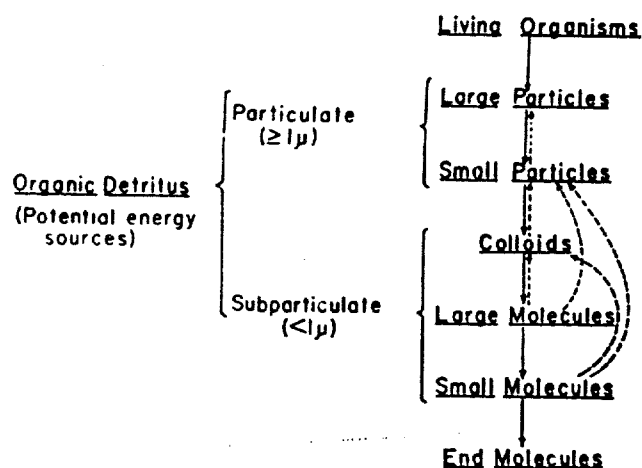 Living Organisms
Large Particles
Particulate
(≥1μ)
Small Particles
Organic Detritus
(Potential energy
sources)
Colloids
Subparticulate
(<1μ)
Large Molecules
Small Molecules
End Molecules